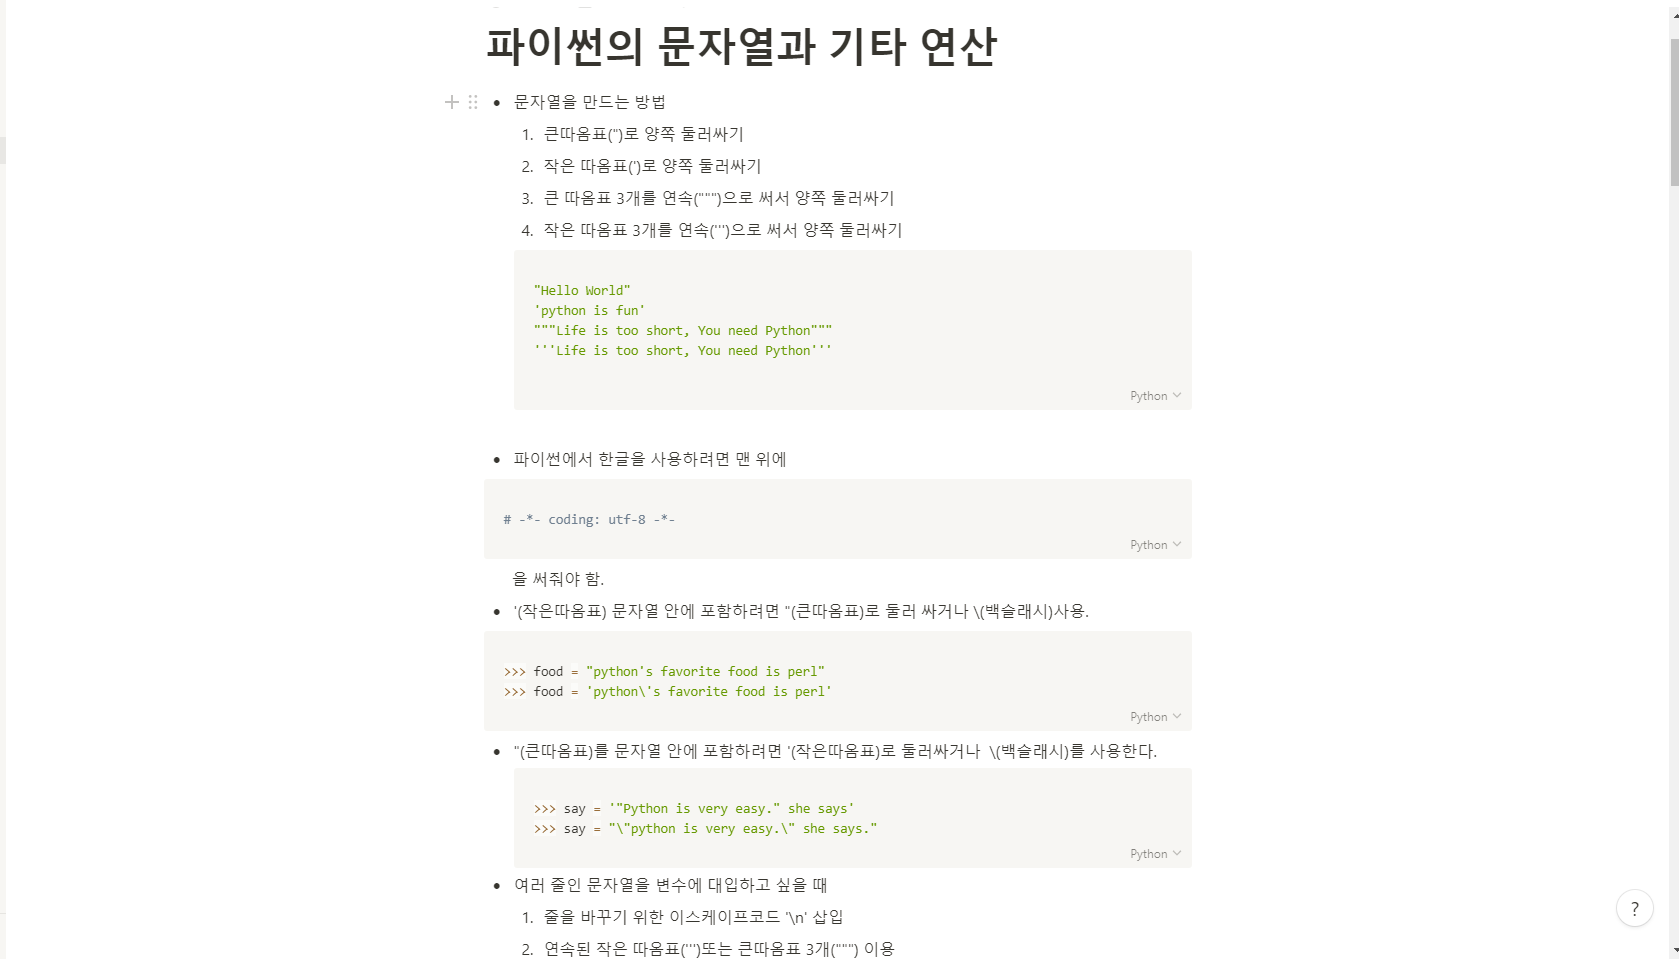 파이썬의 문자열과 기타 연산
• 문자열을 만드는 방법
1. 큰따옴표(")로 양쪽 둘러싸기
2. 작은 따옴표(')로 양쪽 둘러싸기
3. 큰 따옴표 3개를 연속(""")으로 써서 양쪽 둘러싸기
4. 작은 따옴표 3개를 연속(''')으로 써서 양쪽 둘러싸기
"Hello World"
'python is fun'
"""Life is too short, You need Python"""
'''Life is too short, You need Python'''
Python
• 파이썬에서 한글을 사용하려면 맨 위에
# -*- coding: utf-8 -*-
Python
을 써줘야 함.
• '(작은따옴표) 문자열 안에 포함하려면 "(큰따옴표)로 둘러 싸거나 \(백슬래시)사용.
>>> food = "python's favorite food is perl"
>>> food = 'python\'s favorite food is perl'
Python
• "(큰따옴표)를 문자열 안에 포함하려면 '(작은따옴표)로 둘러싸거나 \(백슬래시)를 사용한다.
>>> say = '"Python is very easy." she says'
>>> say = "\"python is very easy.\" she says."
Python
• 여러 줄인 문자열을 변수에 대입하고 싶을 때
1. 줄을 바꾸기 위한 이스케이프코드 '\n' 삽입
2. 연속된 작은 따옴표(''')또는 큰따옴표 3개(""") 이용
?